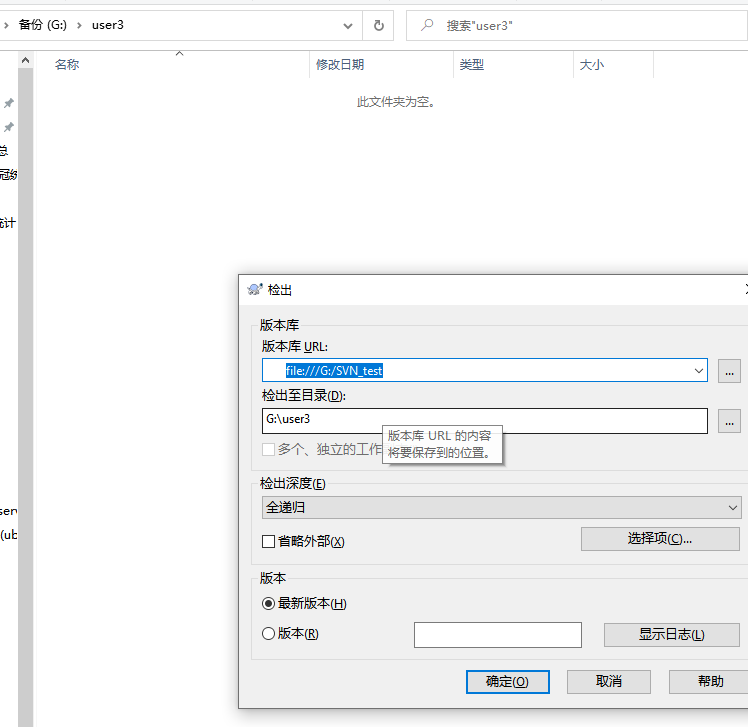 备份 (G:) user3
搜索"user3"
名称 修改日期 类型 大小
此文件夹为空。
总
统计
(ub
检出
版本库
版本库 URL:
file:///G:/SVN_test
...
检出至目录(D):
G:\user3
...
多个、独立的工作
版本库 URL 的内容
将要保存到的位置。
检出深度(E)
全递归
省略外部(X)
选择项(C)...
版本
最新版本(H)
版本(R)
显示日志(L)
确定(O) 取消 帮助